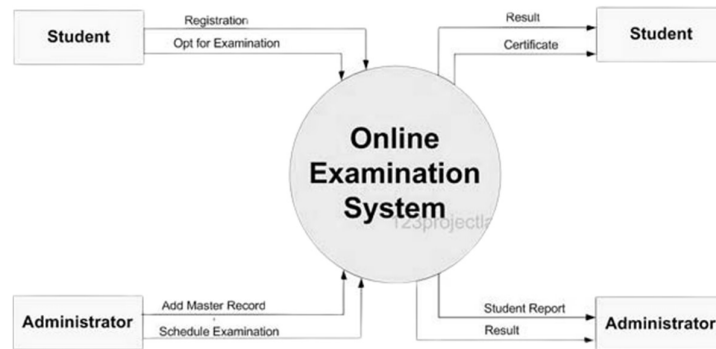 Registration
Student
Opt for Examination
Result
Student
Certificate
Online
Examination
System
123projectla
Add Master Record
Administrator
Schedule Examination
Student Report
Administrator
Result